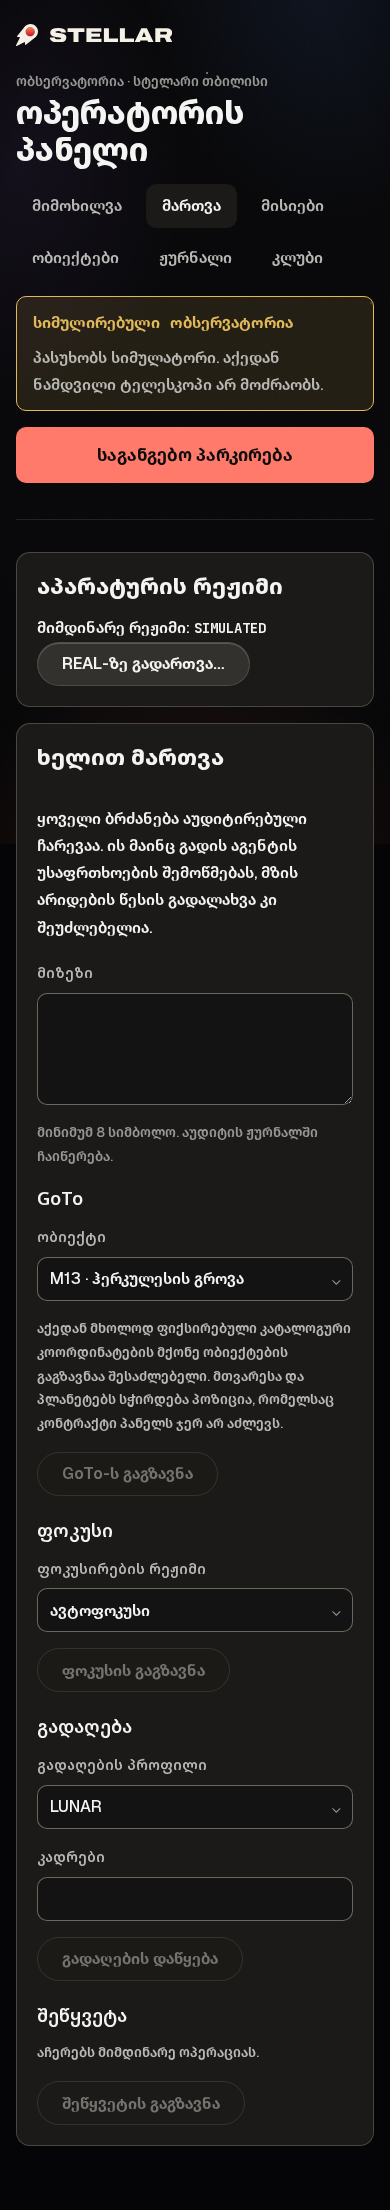 STELLAR
ობსერვატორია · სტელარი თბილისი
ოპერატორის
პანელი
მიმოხილვა
მართვა
მისიები
ობიექტები
ჟურნალი
კლუბი
სიმულირებული ობსერვატორია
პასუხობს სიმულატორი. აქედან
ნამდვილი ტელესკოპი არ მოძრაობს.
საგანგებო პარკირება
აპარატურის რეჟიმი
მიმდინარე რეჟიმი: SIMULATED
REAL-ზე გადართვა...
ხელით მართვა
ყოველი ბრძანება აუდიტირებული
ჩარევაა. ის მაინც გადის აგენტის
უსაფრთხოების შემოწმებას, მზის
არიდების წესის გადალახვა კი
შეუძლებელია.
მიზეზი
მინიმუმ 8 სიმბოლო. აუდიტის ჟურნალში
ჩაიწერება.
GoTo
ობიექტი
M13 · ჰერკულესის გროვა
აქედან მხოლოდ ფიქსირებული კატალოგური
კოორდინატების მქონე ობიექტების
გაგზავნაა შესაძლებელი. მთვარესა და
პლანეტებს სჭირდება პოზიცია, რომელსაც
კონტრაქტი პანელს ჯერ არ აძლევს.
GoTo-ს გაგზავნა
ფოკუსი
ფოკუსირების რეჟიმი
ავტოფოკუსი
ფოკუსის გაგზავნა
გადაღება
გადაღების პროფილი
LUNAR
კადრები
გადაღების დაწყება
შეწყვეტა
აჩერებს მიმდინარე ოპერაციას.
შეწყვეტის გაგზავნა